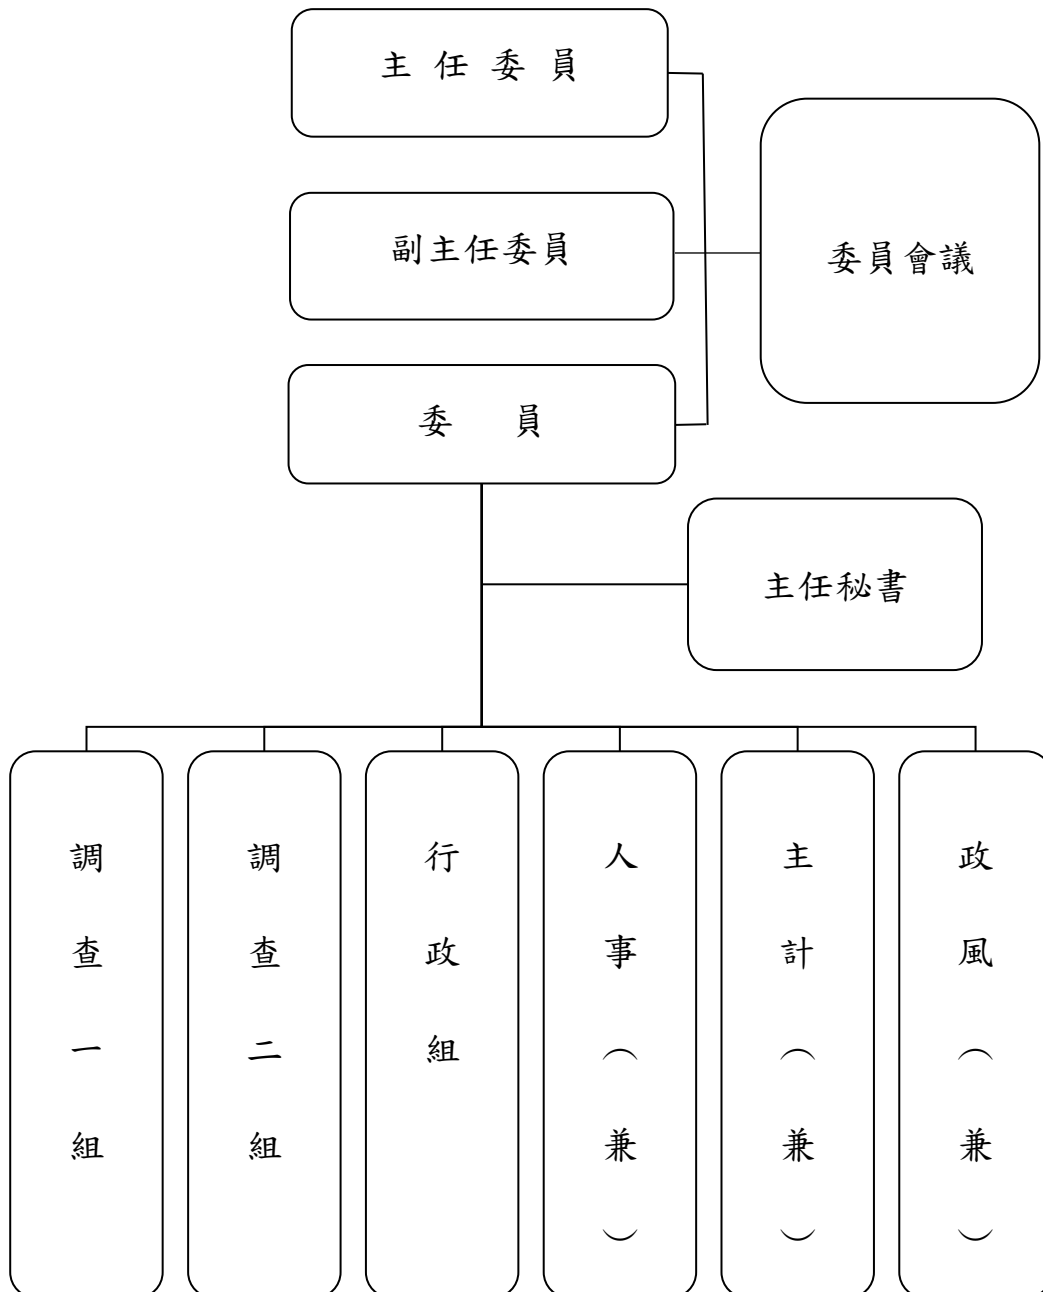 主任委員
副主任委員
委員會議
委 員
主任秘書
調查一組
調查二組
行政組
人事︵兼︶
主計︵兼︶
政風︵兼︶